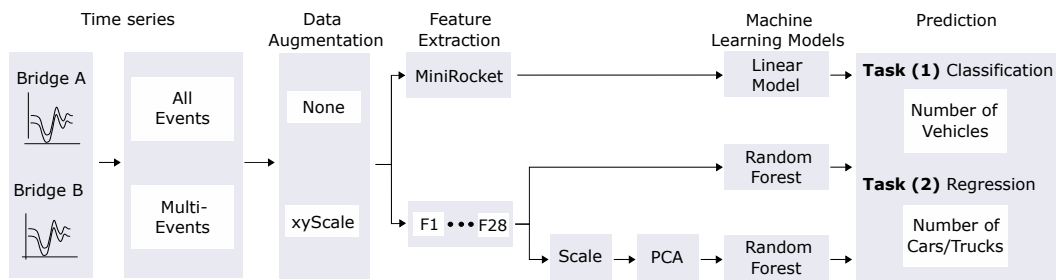 Time series
Data
Augmentation
Feature
Extraction
Machine
Learning Models
Prediction
Bridge A
Bridge B
All
Events
Multi-
Events
None
xyScale
MiniRocket
F1 ••• F28
Scale
PCA
Linear
Model
Random
Forest
Random
Forest
Task (1) Classification
Number of
Vehicles
Task (2) Regression
Number of
Cars/Trucks